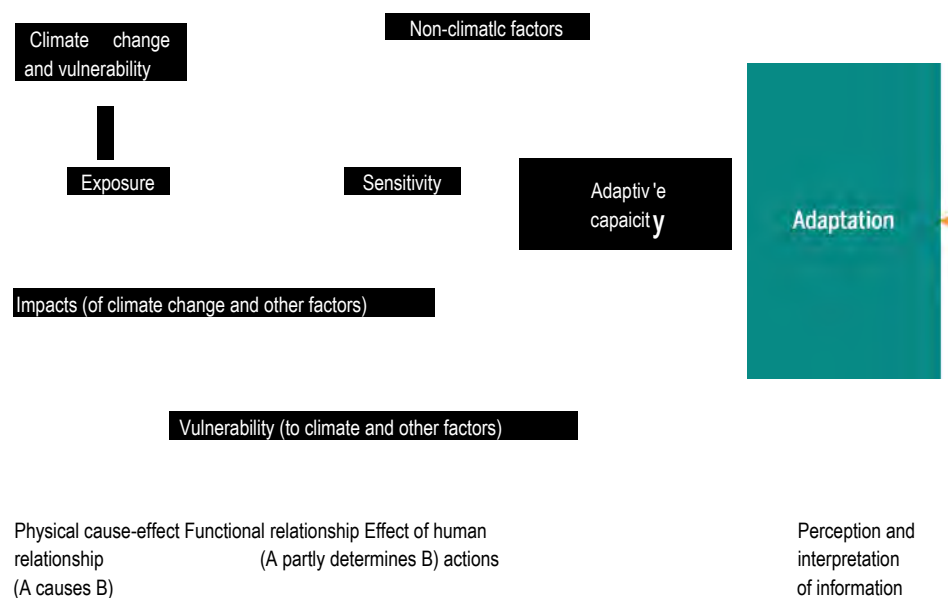 Non-climatlc factors
Climate change
and vulnerability
Exposure
Sensitivity
Adaptiv'e
capaicity
Adaptation
Impacts (of climate change and other factors)
Vulnerability (to climate and other factors)
Physical cause-effect Functional relationship Effect of human
relationship (A partly determines B) actions
(A causes B)
Perception and
interpretation
of information